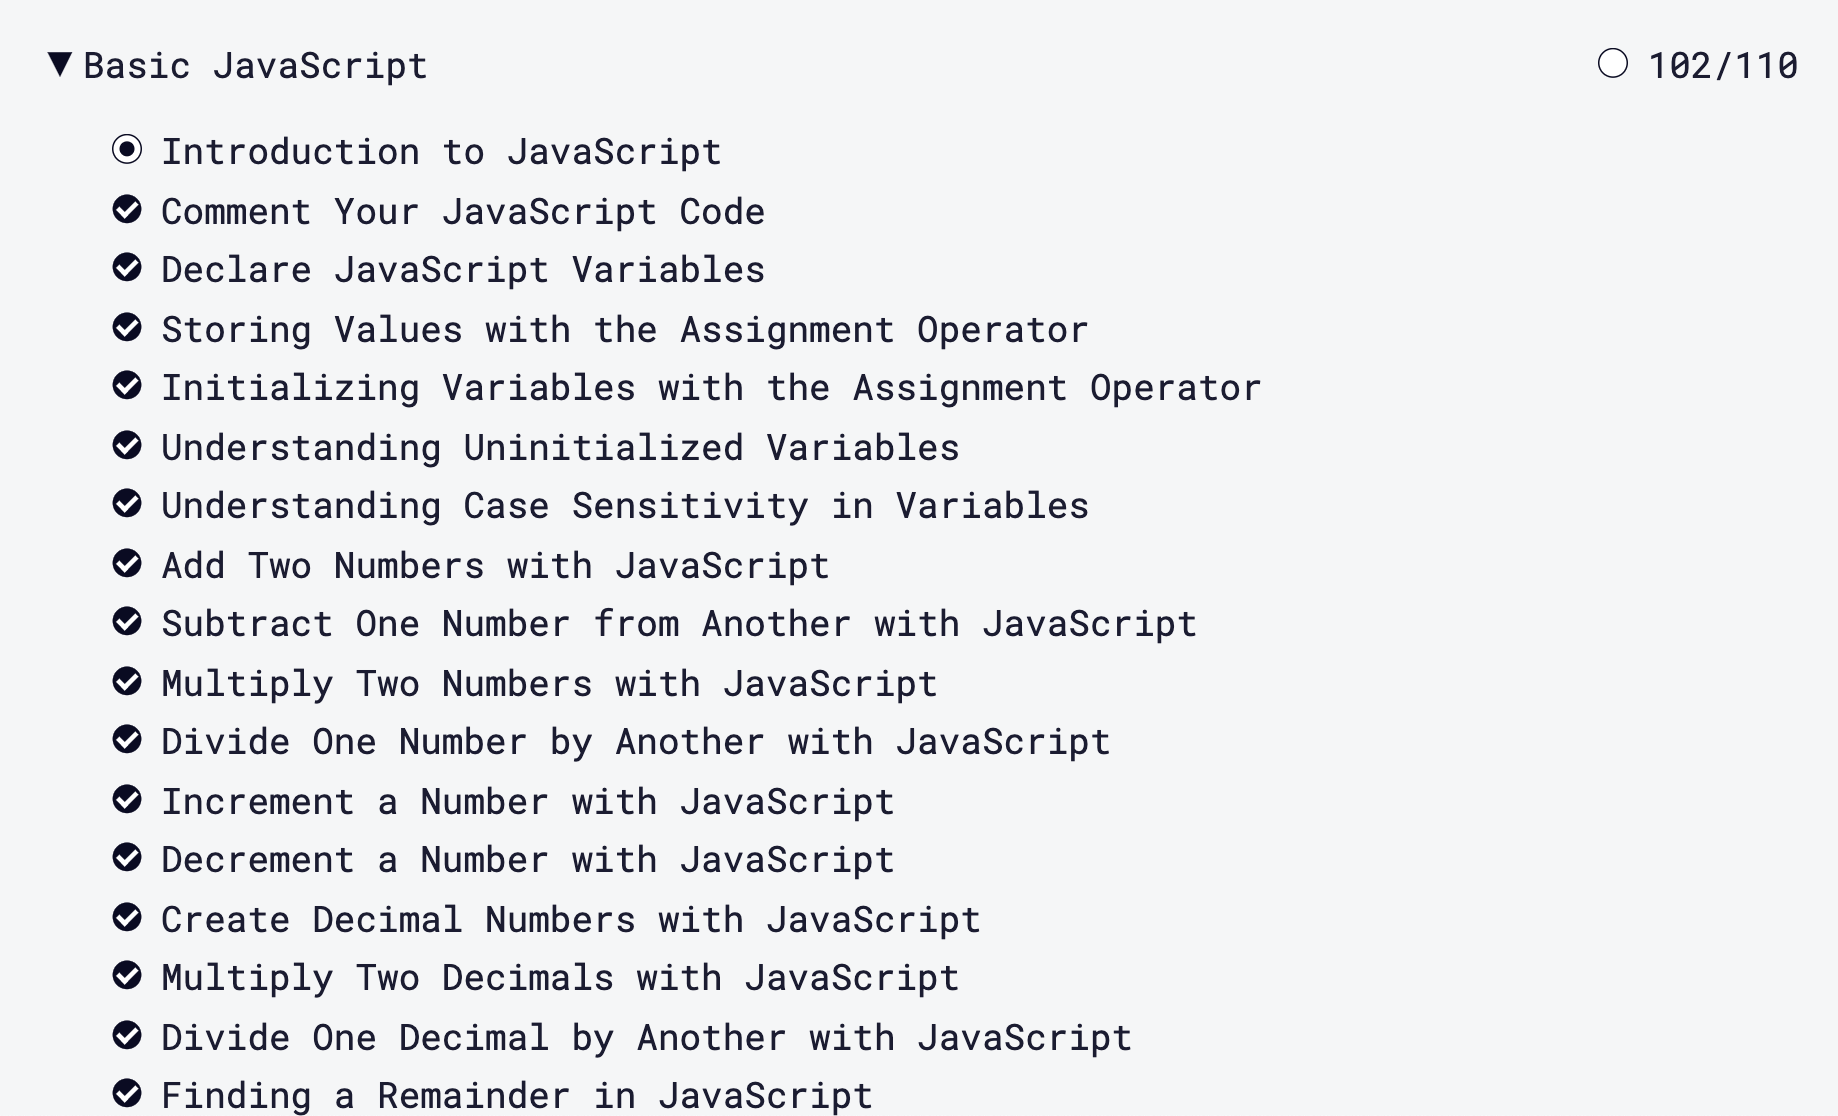 Basic JavaScript 102/110
Introduction to JavaScript
Comment Your JavaScript Code
Declare JavaScript Variables
Storing Values with the Assignment Operator
Initializing Variables with the Assignment Operator
Understanding Uninitialized Variables
Understanding Case Sensitivity in Variables
Add Two Numbers with JavaScript
Subtract One Number from Another with JavaScript
Multiply Two Numbers with JavaScript
Divide One Number by Another with JavaScript
Increment a Number with JavaScript
Decrement a Number with JavaScript
Create Decimal Numbers with JavaScript
Multiply Two Decimals with JavaScript
Divide One Decimal by Another with JavaScript
Finding a Remainder in JavaScript